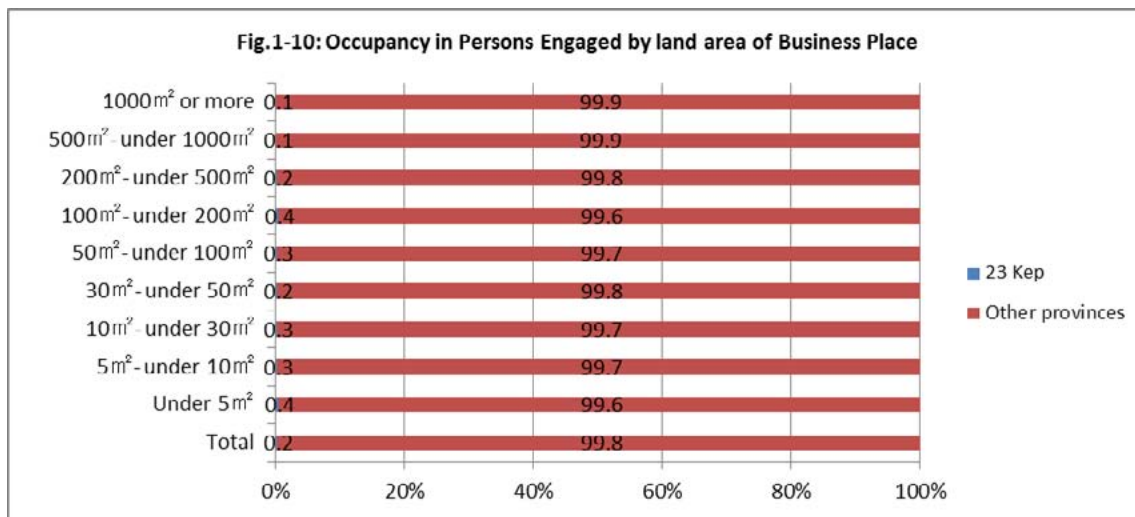 Fig.1-10: Occupancy in Persons Engaged by land area of Business Place
1000㎡ or more 0.1 99.9
500㎡- under 1000㎡ 0.1 99.9
200㎡- under 500㎡ 0.2 99.8
100㎡- under 200㎡ 0.4 99.6
50㎡- under 100㎡ 0.3 99.7
30㎡- under 50㎡ 0.2 99.8
10㎡- under 30㎡ 0.3 99.7
5㎡- under 10㎡ 0.3 99.7
Under 5㎡ 0.4 99.6
Total 0.2 99.8
0% 20% 40% 60% 80% 100%
23 Kep
Other provinces